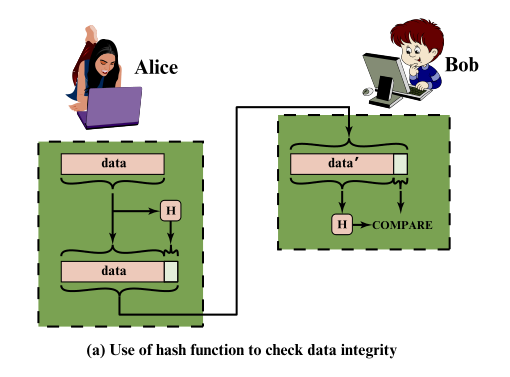 Alice
Bob
data
H
data
data′
H
COMPARE
(a) Use of hash function to check data integrity